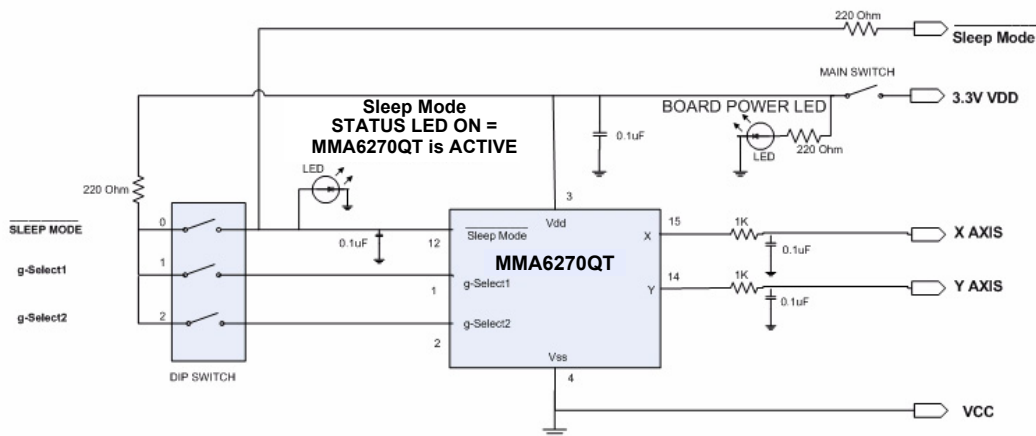 220 Ohm
Sleep Mode
MAIN SWITCH
3.3V VDD
Sleep Mode
STATUS LED ON =
MMA6270QT is ACTIVE
BOARD POWER LED
0.1uF
LED
220 Ohm
LED
220 Ohm
3
SLEEP MODE
0
Vdd
15
1K
X AXIS
0.1uF
12
Sleep Mode
X
0.1uF
MMA6270QT
g-Select1
1
1
g-Select1
14
1K
Y AXIS
Y
0.1uF
g-Select2
2
g-Select2
2
Vss
4
DIP SWITCH
VCC